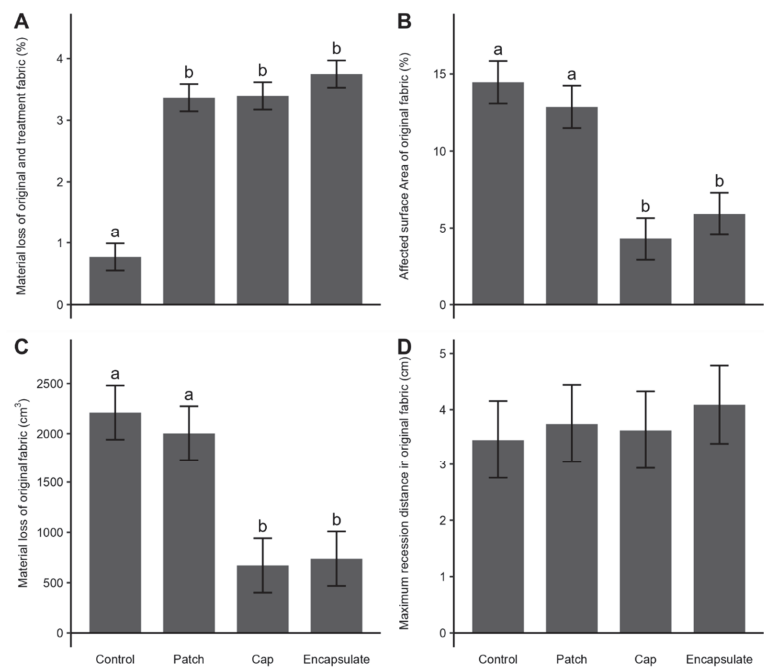 A
Material loss of original and treatment fabric (%)
4
3
2
1
0
a
b
b
b
B
Affected surface Area of original fabric (%)
15
10
5
0
a
a
b
b
C
Material loss of originalfabric (cm³)
2500
2000
1500
1000
500
0
a
a
b
b
Control
Patch
Cap
Encapsulate
D
Maximum recession distance ir original fabric (cm)
5
4
3
2
1
0
Control
Patch
Cap
Encapsulate